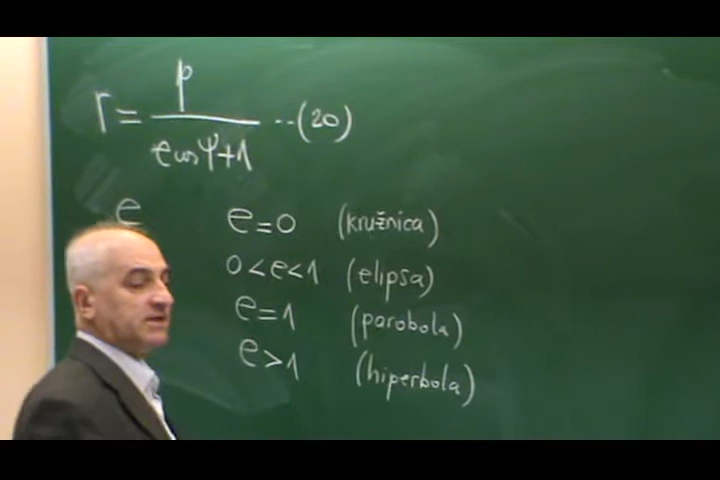 r = p / (e cos φ + 1) ...(20)
e
e = 0 (kružnica)
0 < e < 1 (elipsa)
e = 1 (parobola)
e > 1 (hiperbola)